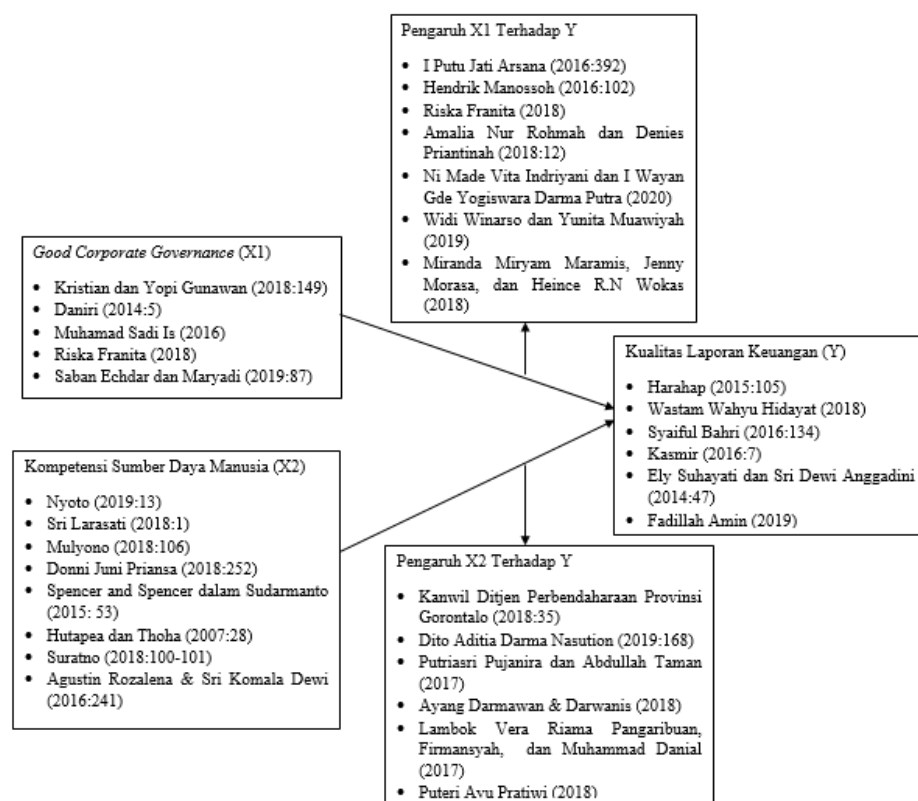 Pengaruh X1 Terhadap Y
• I Putu Jati Arsana (2016:392)
• Hendrik Manossoh (2016:102)
• Riska Franita (2018)
• Amalia Nur Rohmah dan Denies
Priantinah (2018:12)
• Ni Made Vita Indriyani dan I Wayan
Gde Yogiswara Darma Putra (2020)
• Widi Winarso dan Yunita Muawiyah
(2019)
• Miranda Miryam Maramis, Jenny
Morasa, dan Heince R.N Wokas
(2018)
Good Corporate Governance (X1)
• Kristian dan Yopi Gunawan (2018:149)
• Daniri (2014:5)
• Muhamad Sadi Is (2016)
• Riska Franita (2018)
• Saban Echdar dan Maryadi (2019:87)
Kualitas Laporan Keuangan (Y)
• Harahap (2015:105)
• Wastam Wahyu Hidayat (2018)
• Syaiful Bahri (2016:134)
• Kasmir (2016:7)
• Ely Suhayati dan Sri Dewi Anggadini
(2014:47)
• Fadillah Amin (2019)
Kompetensi Sumber Daya Manusia (X2)
• Nyoto (2019:13)
• Sri Larasati (2018:1)
• Mulyono (2018:106)
• Donni Juni Priansa (2018:252)
• Spencer and Spencer dalam Sudarmanto
(2015: 53)
• Hutapea dan Thoha (2007:28)
• Suratno (2018:100-101)
• Agustin Rozalena & Sri Komala Dewi
(2016:241)
Pengaruh X2 Terhadap Y
• Kanwil Ditjen Perbendaharaan Provinsi
Gorontalo (2018:35)
• Dito Aditia Darma Nasution (2019:168)
• Putriasri Pujanira dan Abdullah Taman
(2017)
• Ayang Darmawan & Darwanis (2018)
• Lambok Vera Riama Pangaribuan,
Firmansyah, dan Muhammad Danial
(2017)
• Puteri Ayu Pratiwi (2018)